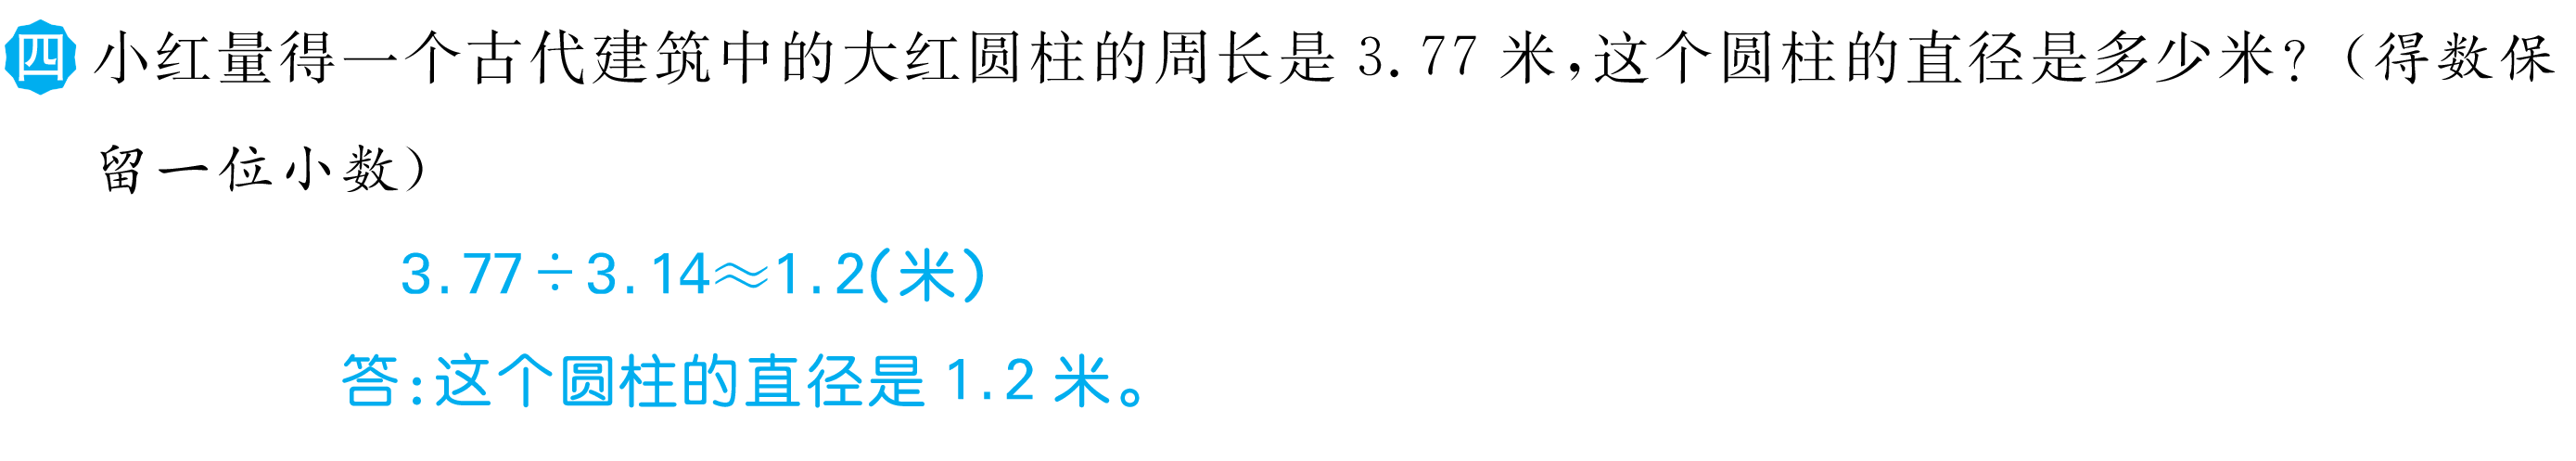 四 小红量得一个古代建筑中的大红圆柱的周长是 3.77 米,这个圆柱的直径是多少米?(得数保
留一位小数)
3.77÷3.14≈1.2(米)
答:这个圆柱的直径是 1.2 米。